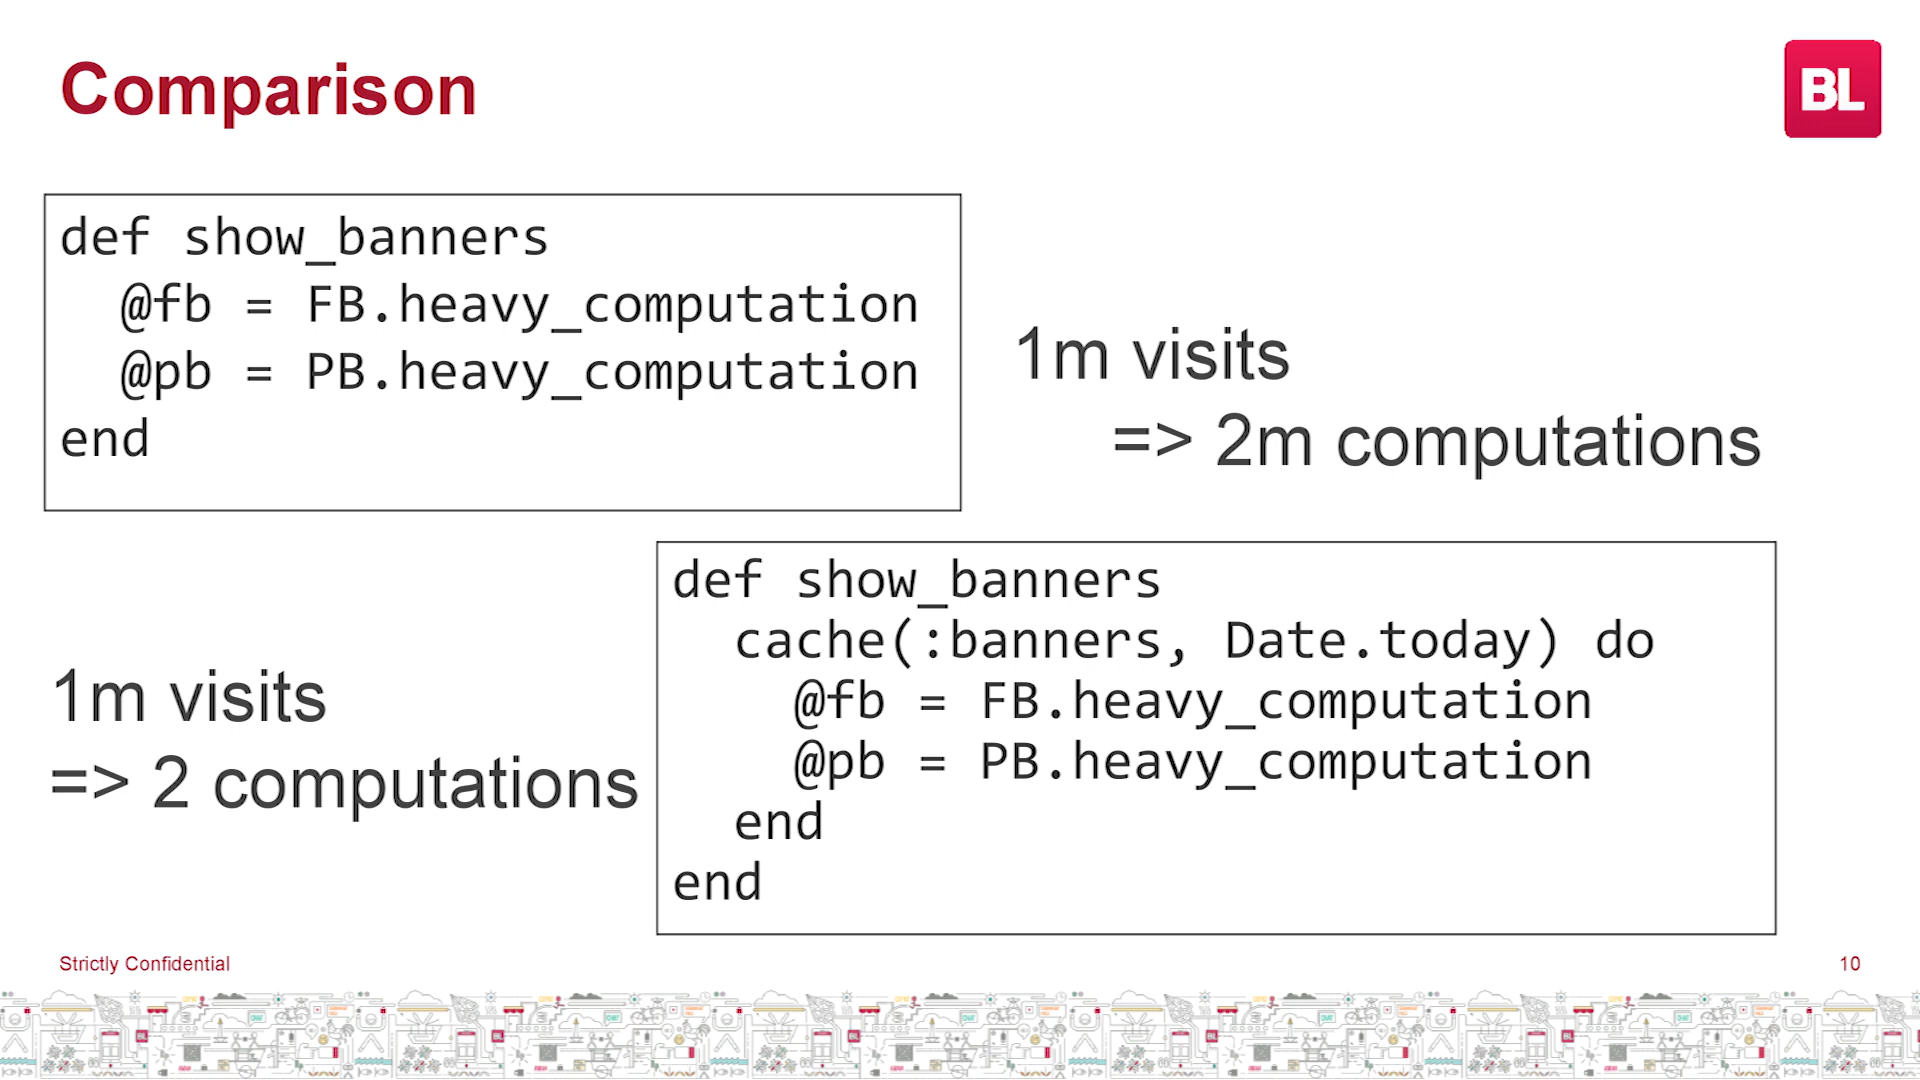 Comparison
BL
def show_banners
  @fb = FB.heavy_computation
  @pb = PB.heavy_computation
end
1m visits
=> 2m computations
def show_banners
  cache(:banners, Date.today) do
    @fb = FB.heavy_computation
    @pb = PB.heavy_computation
  end
end
1m visits
=> 2 computations
Strictly Confidential
10
BL